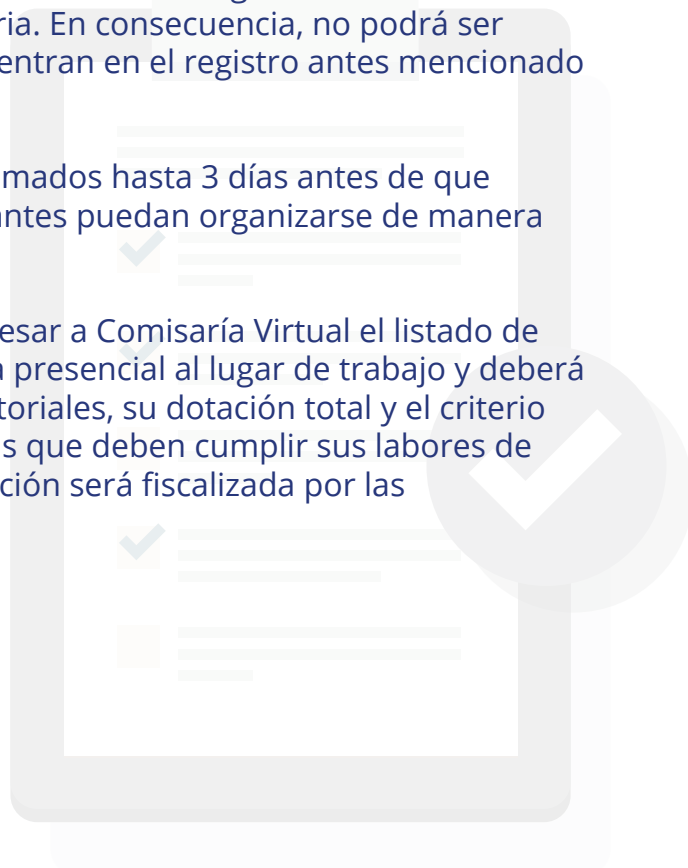 ria. En consecuencia, no podrá ser
entran en el registro antes mencionado
mados hasta 3 días antes de que
antes puedan organizarse de manera
esar a Comisaría Virtual el listado de
a presencial al lugar de trabajo y deberá
toriales, su dotación total y el criterio
s que deben cumplir sus labores de
ción será fiscalizada por las